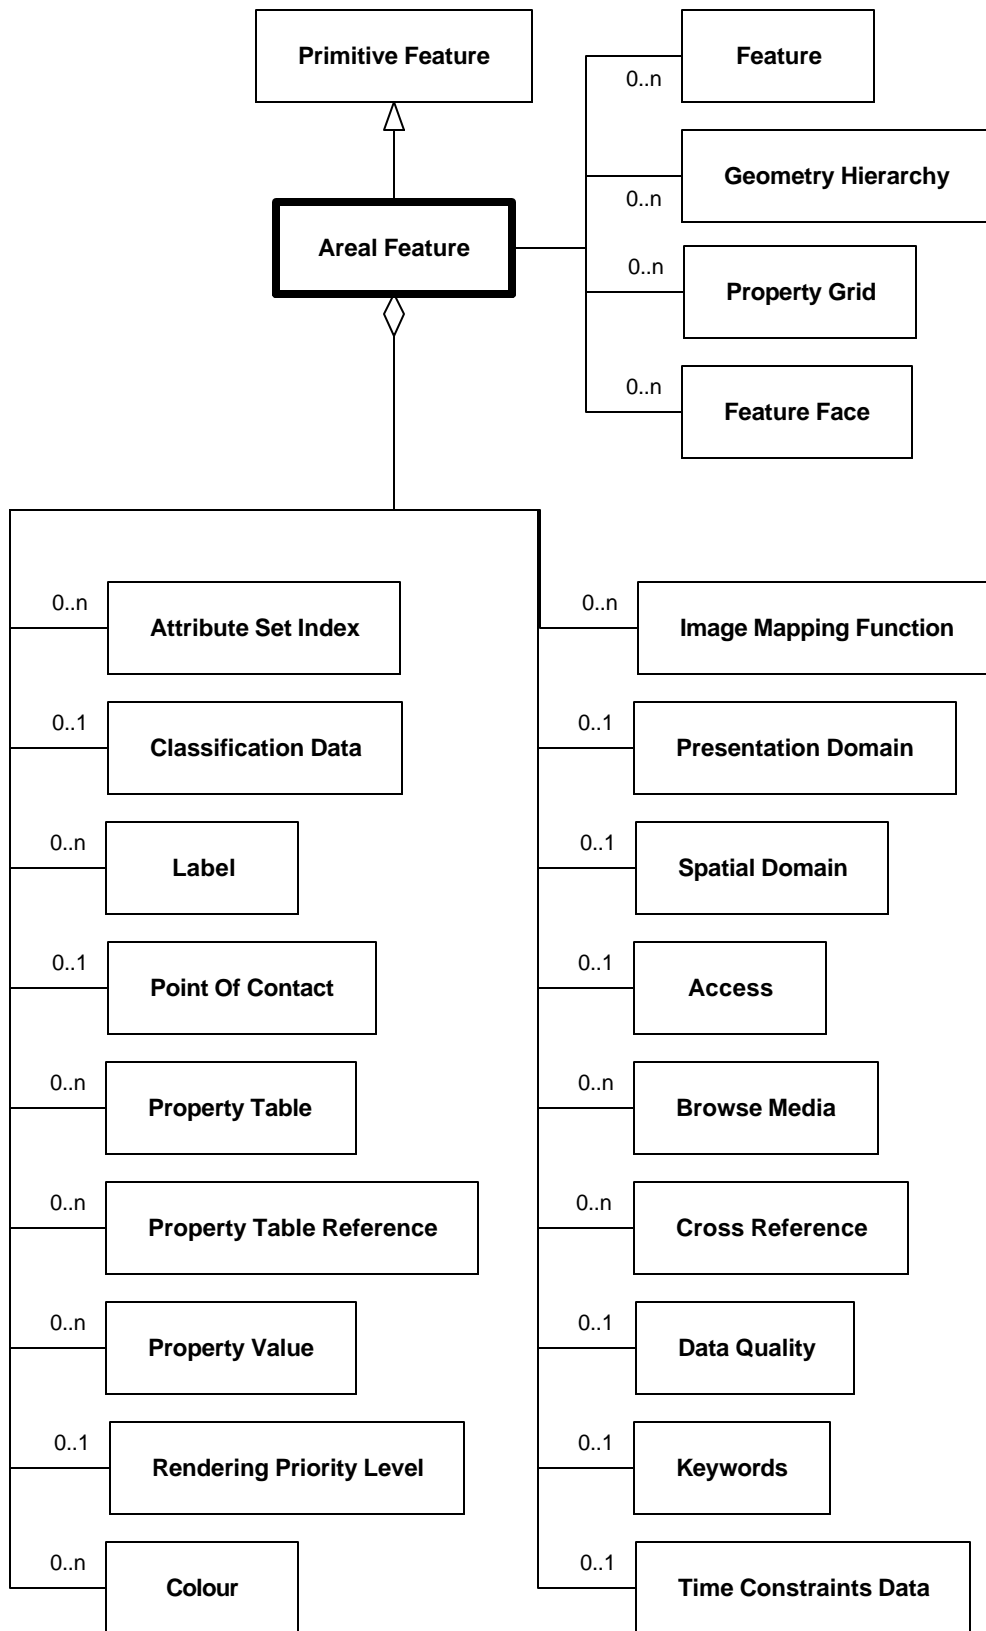 Primitive Feature
Feature
0..n
Geometry Hierarchy
0..n
Areal Feature
0..n
Property Grid
0..n
Feature Face
0..n
Attribute Set Index
0..n
Image Mapping Function
0..1
Classification Data
0..1
Presentation Domain
0..n
Label
0..1
Spatial Domain
0..1
Point Of Contact
0..1
Access
0..n
Property Table
0..n
Browse Media
0..n
Property Table Reference
0..n
Cross Reference
0..n
Property Value
0..1
Data Quality
0..1
Rendering Priority Level
0..1
Keywords
0..n
Colour
0..1
Time Constraints Data